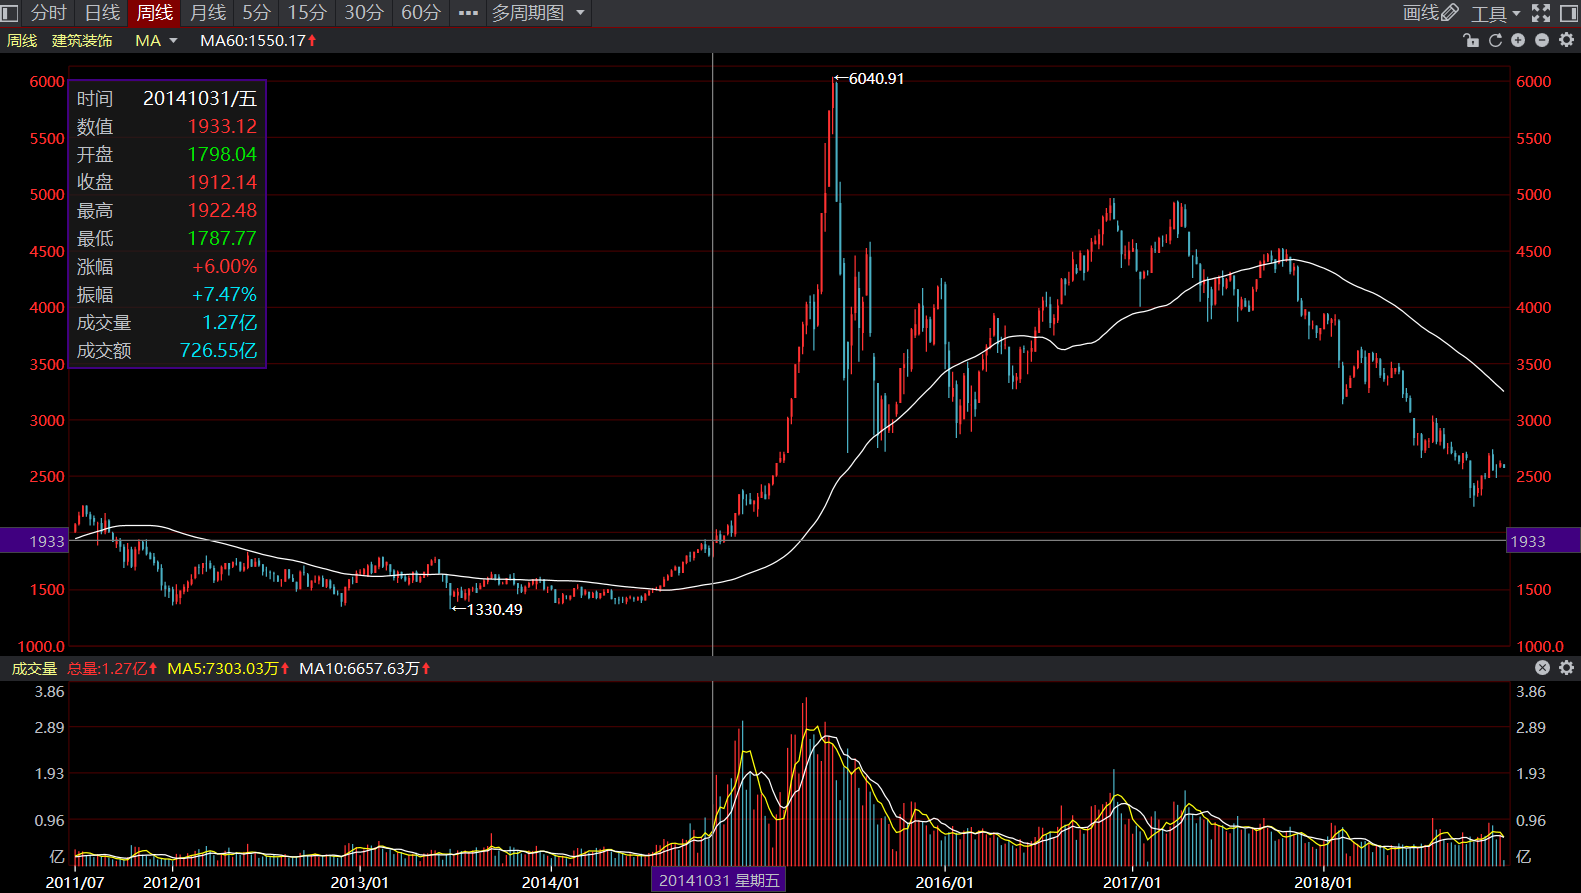 分时 日线 周线 月线 5分 15分 30分 60分 ••• 多周期图 画线 工具
周线 建筑装饰 MA MA60:1550.17↑
6000 ←6040.91 6000
时间 20141031/五
数值 1933.12
5500 5500
开盘 1798.04
收盘 1912.14
5000 5000
最高 1922.48
最低 1787.77
4500 4500
涨幅 +6.00%
振幅 +7.47%
4000 4000
成交量 1.27亿
成交额 726.55亿
3500 3500
3000 3000
2500 2500
1933 1933
1500 1500
←1330.49
1000.0 1000.0
成交量 总量:1.27亿↑ MA5:7303.03万↑ MA10:6657.63万↑
3.86 3.86
2.89 2.89
1.93 1.93
0.96 0.96
亿 亿
2011/07 2012/01 2013/01 2014/01 20141031 星期五 2016/01 2017/01 2018/01